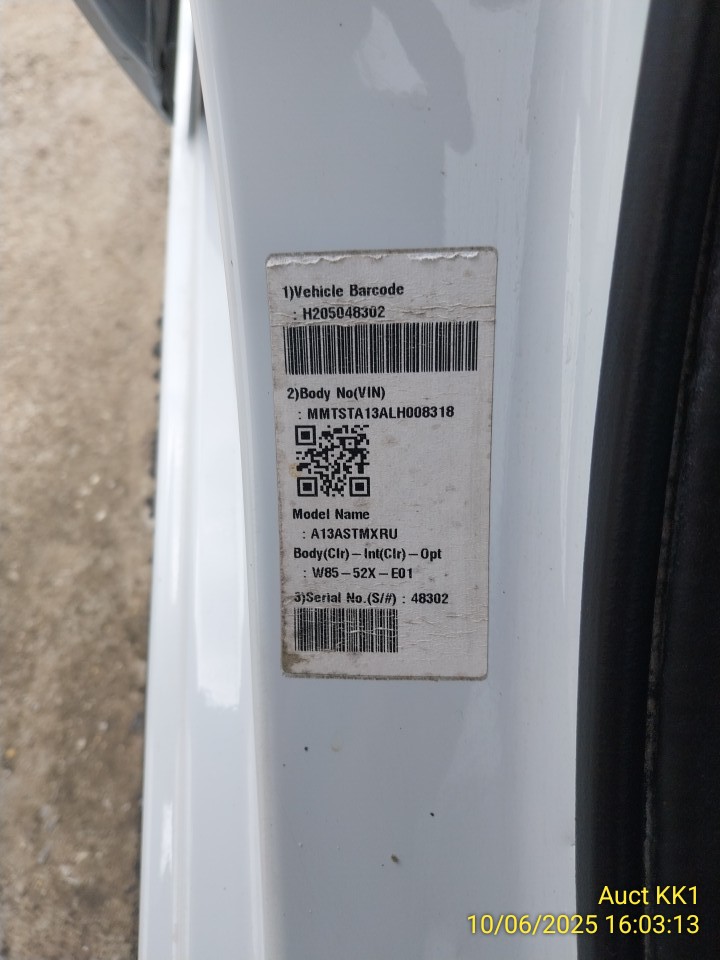 1)Vehicle Barcode
: H205048302
2)Body No(VIN)
: MMTSTA13ALH008318
Model Name
: A13ASTMXRU
Body(Clr)–Int(Clr)–Opt
: W85–52X–E01
3)Serial No.(S/#) : 48302
Auct KK1
10/06/2025 16:03:13